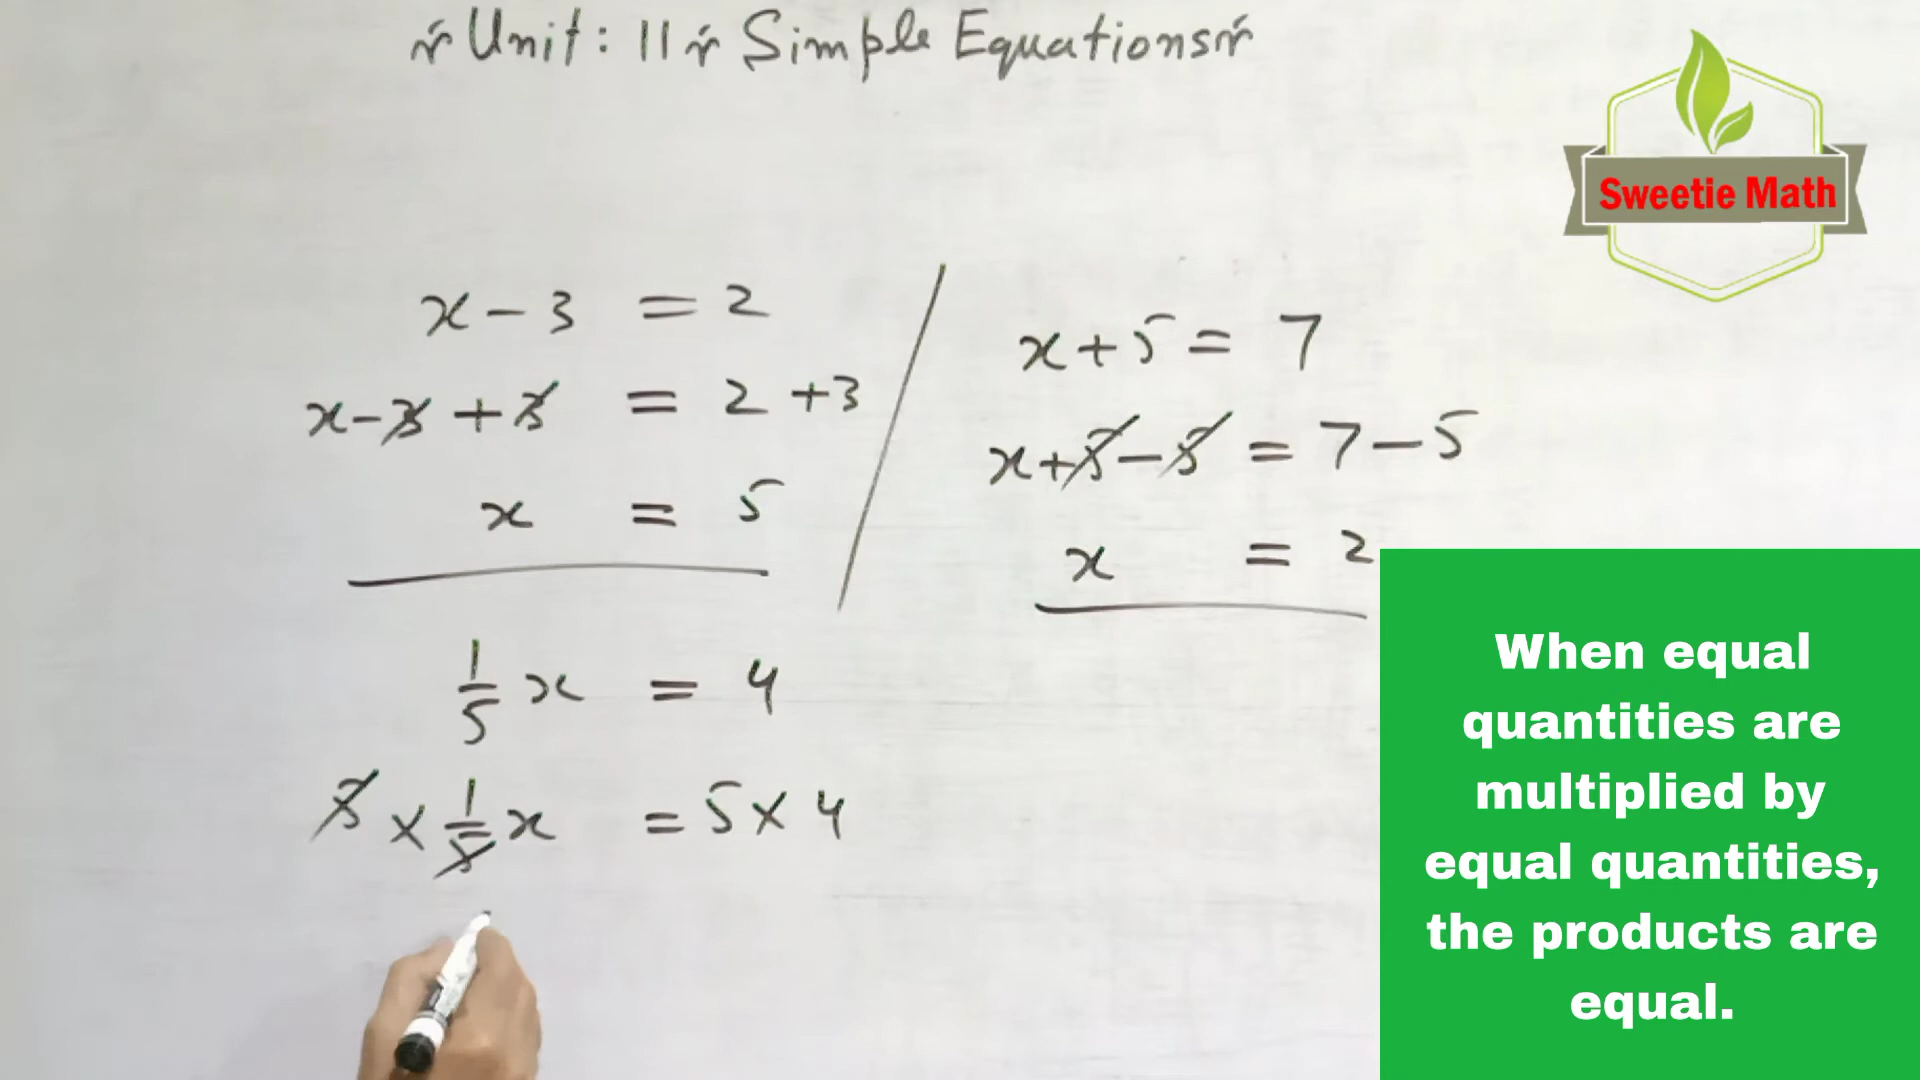 Unit: 11 Simple Equations
Sweetie Math
x - 3 = 2
x - 3 + 3 = 2 + 3
x = 5
x + 5 = 7
x + 5 - 5 = 7 - 5
x = 2
1/5 x = 4
5 × 1/5 x = 5 × 4
When equal
quantities are
multiplied by
equal quantities,
the products are
equal.